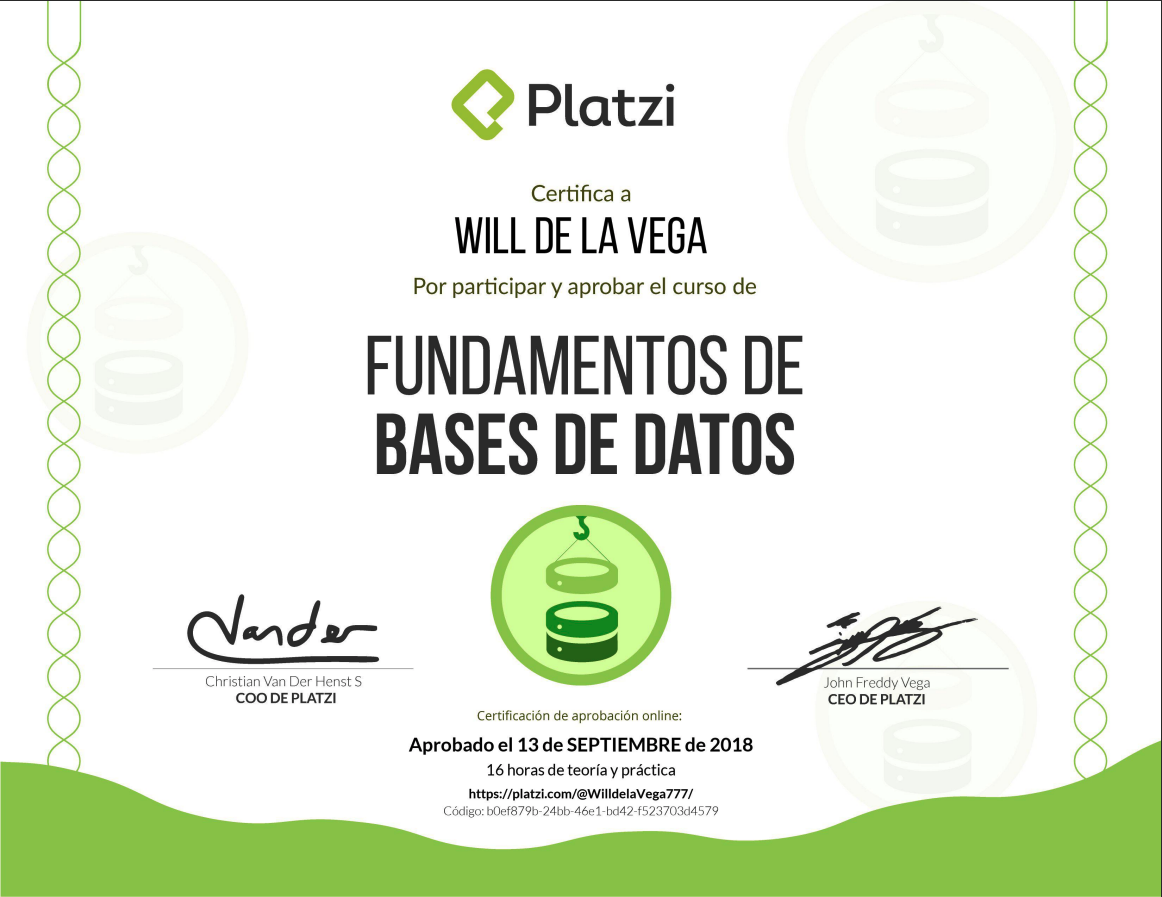 Platzi
Certifica a
WILL DE LA VEGA
Por participar y aprobar el curso de
FUNDAMENTOS DE
BASES DE DATOS
Vander
Christian Van Der Henst S
COO DE PLATZI
John Freddy Vega
CEO DE PLATZI
Certificación de aprobación online:
Aprobado el 13 de SEPTIEMBRE de 2018
16 horas de teoría y práctica
https://platzi.com/@WilldelaVega777/
Código: b0ef879b-24bb-46e1-bd42-f523703d4579